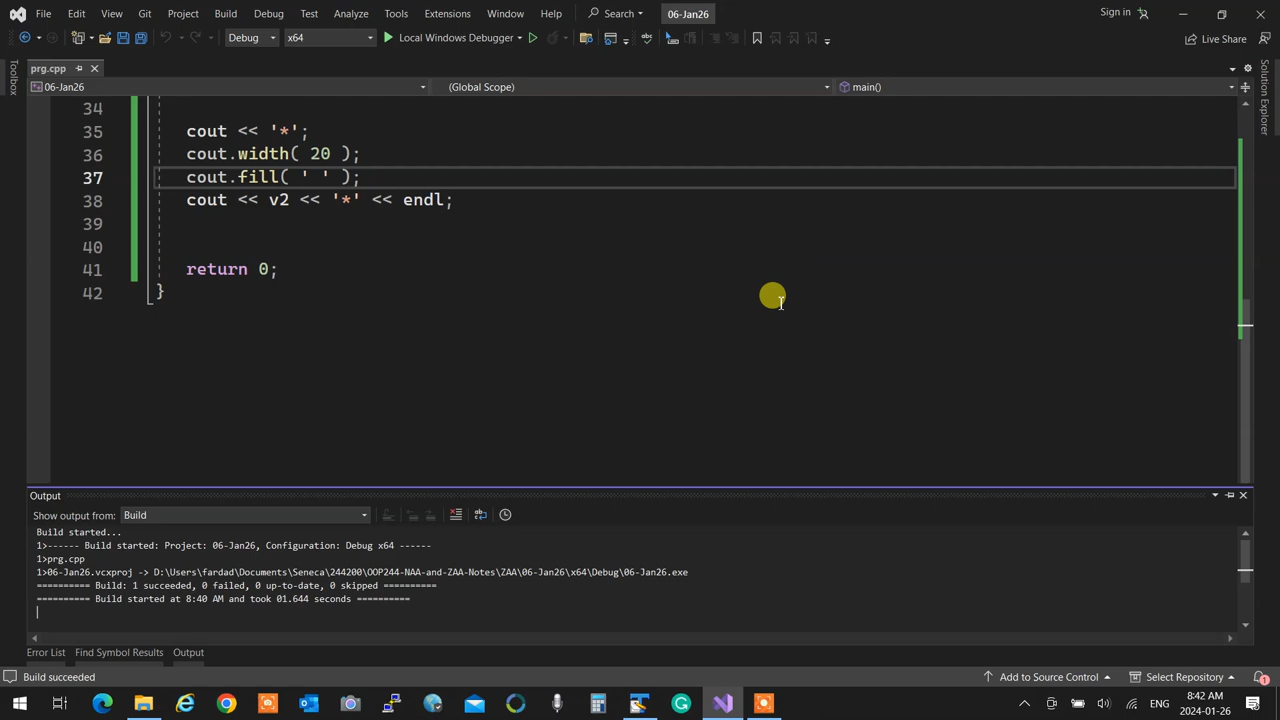 File Edit View Git Project Build Debug Test Analyze Tools Extensions Window Help Search 06-Jan26 Sign in
Debug x64 Local Windows Debugger Live Share
prg.cpp
06-Jan26 (Global Scope) main()
Toolbox
Solution Explorer
34
35 cout << '*';
36 cout.width( 20 );
37 cout.fill( ' ' );
38 cout << v2 << '*' << endl;
39
40
41 return 0;
42 }
Output
Show output from: Build
Build started...
1>------ Build started: Project: 06-Jan26, Configuration: Debug x64 ------
1>prg.cpp
1>06-Jan26.vcxproj -> D:\Users\fardad\Documents\Seneca\244200\OOP244-NAA-and-ZAA-Notes\ZAA\06-Jan26\x64\Debug\06-Jan26.exe
========== Build: 1 succeeded, 0 failed, 0 up-to-date, 0 skipped ==========
========== Build started at 8:40 AM and took 01.644 seconds ==========
Error List Find Symbol Results Output
Build succeeded Add to Source Control Select Repository 1
ENG 8:42 AM
2024-01-26